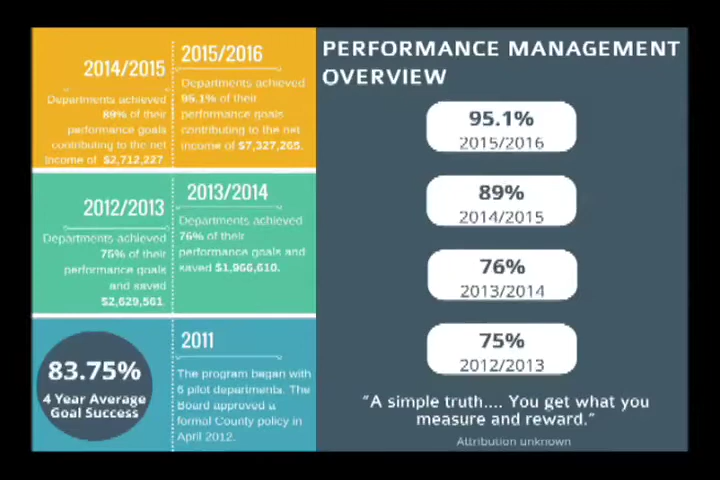 PERFORMANCE MANAGEMENT
OVERVIEW
2014/2015
Departments achieved
89% of their
performance goals
contributing to the net
income of $2,712,227.
2015/2016
Departments achieved
95.1% of their
performance goals
contributing to the net
income of $7,327,265.
2012/2013
Departments achieved
75% of their
performance goals
and saved
$2,629,561.
2013/2014
Departments achieved
76% of their
performance goals and
saved $1,966,610.
83.75%
4 Year Average
Goal Success
2011
The program began with
6 pilot departments. The
Board approved a
formal County policy in
April 2012.
95.1%
2015/2016
89%
2014/2015
76%
2013/2014
75%
2012/2013
"A simple truth.... You get what you
measure and reward."
Attribution unknown